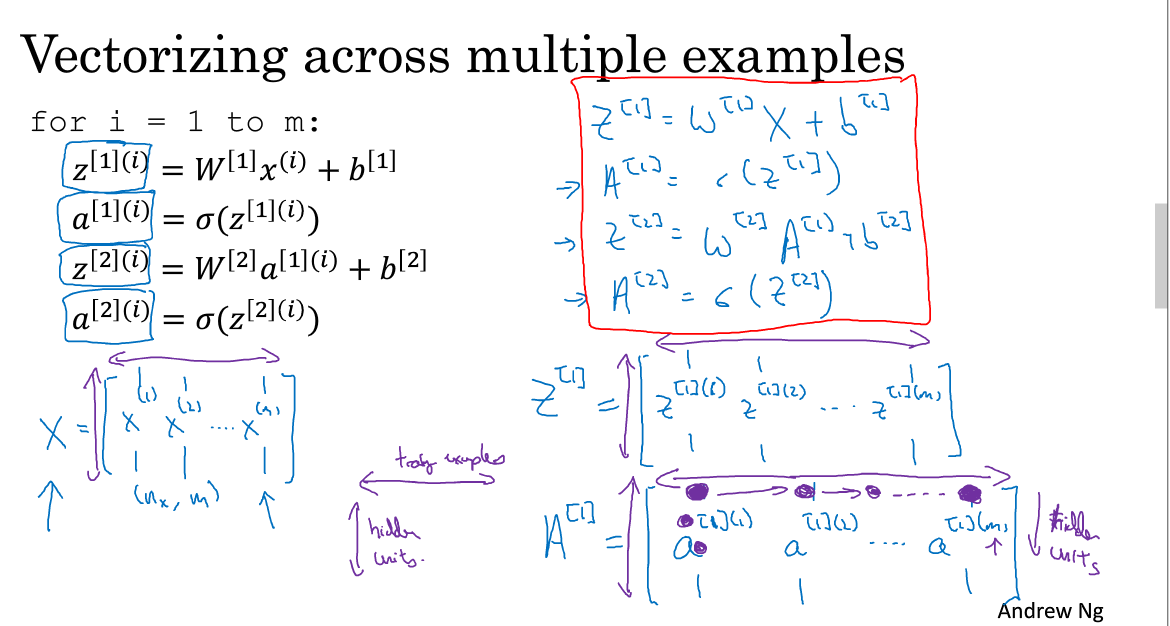 Vectorizing across multiple examples
for i = 1 to m:
z^{[1](i)} = W^{[1]}x^{(i)} + b^{[1]}
a^{[1](i)} = σ(z^{[1](i)})
z^{[2](i)} = W^{[2]}a^{[1](i)} + b^{[2]}
a^{[2](i)} = σ(z^{[2](i)})
Z^{[1]} = W^{[1]} X + b^{[1]}
→ A^{[1]} = σ(Z^{[1]})
→ Z^{[2]} = W^{[2]} A^{[1]} + b^{[2]}
→ A^{[2]} = σ(Z^{[2]})
X = [x^{(1)} x^{(2)} .... x^{(m)}]
(n_x, m)
examples
hidden
units.
Z^{[1]} = [z^{[1](1)} z^{[1](2)} ... z^{[1](m)}]
A^{[1]} = [a^{[1](1)} a^{[1](2)} .... a^{[1](m)}]
hidden
units
Andrew Ng